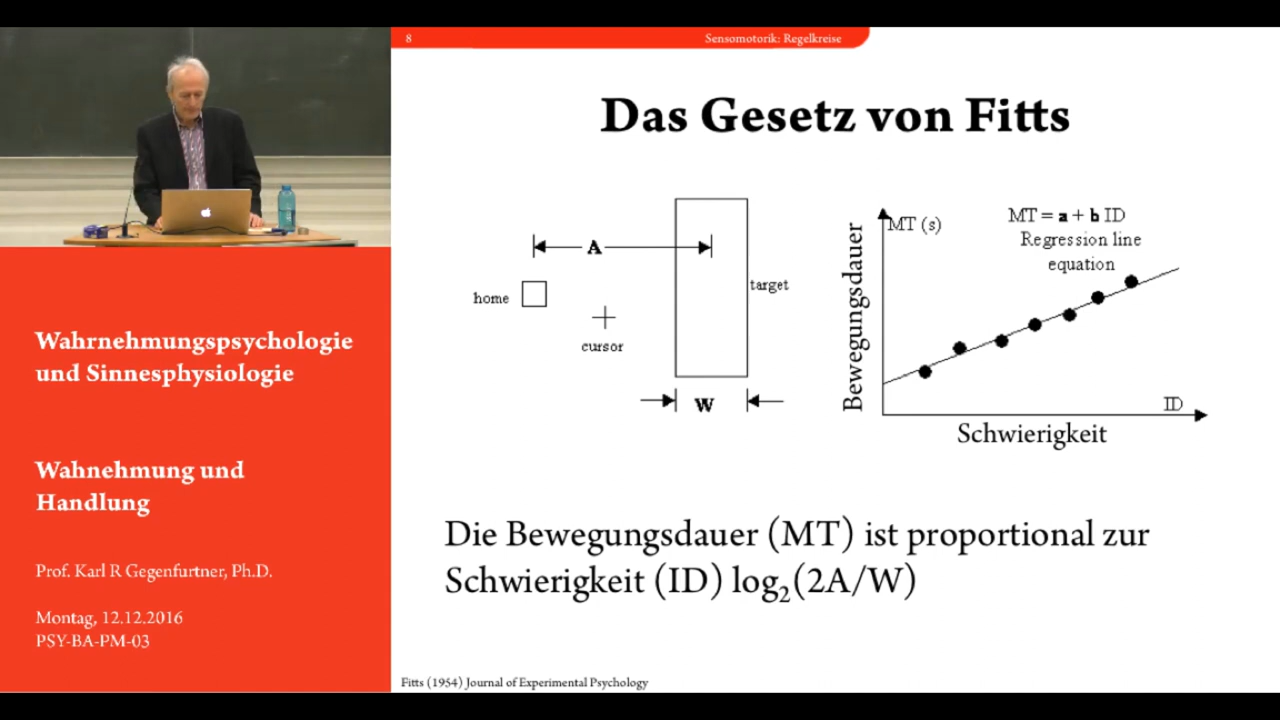 8
Sensomotorik: Regelkreise
Das Gesetz von Fitts
A
home
cursor
target
W
Bewegungsdauer
MT (s)
MT = a + b ID
Regression line
equation
ID
Schwierigkeit
Die Bewegungsdauer (MT) ist proportional zur
Schwierigkeit (ID) log₂(2A/W)
Fitts (1954) Journal of Experimental Psychology
Wahrnehmungspsychologie
und Sinnesphysiologie
Wahnehmung und
Handlung
Prof. Karl R Gegenfurtner, Ph.D.
Montag, 12.12.2016
PSY-BA-PM-03